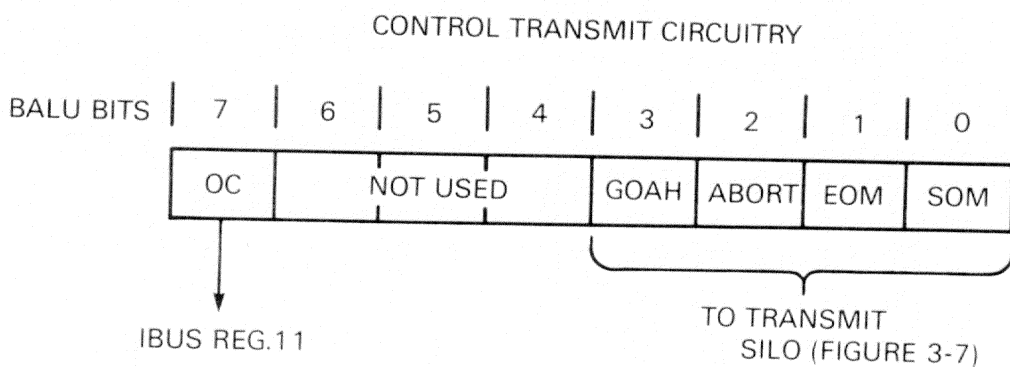 CONTROL TRANSMIT CIRCUITRY
BALU BITS 7 6 5 4 3 2 1 0
OC NOT USED GOAH ABORT EOM SOM
IBUS REG.11
TO TRANSMIT
SILO (FIGURE 3-7)